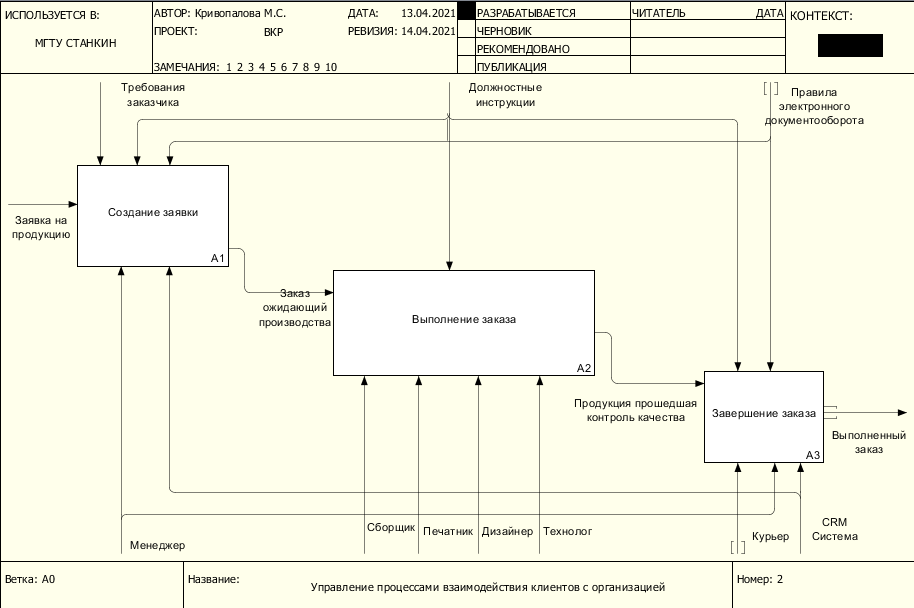 ИСПОЛЬЗУЕТСЯ В:
МГТУ СТАНКИН
АВТОР: Кривопалова М.С.
ДАТА: 13.04.2021
ПРОЕКТ: ВКР
РЕВИЗИЯ: 14.04.2021
ЗАМЕЧАНИЯ: 1 2 3 4 5 6 7 8 9 10
РАЗРАБАТЫВАЕТСЯ
ЧЕРНОВИК
РЕКОМЕНДОВАНО
ПУБЛИКАЦИЯ
ЧИТАТЕЛЬ ДАТА
КОНТЕКСТ:
Требования
заказчика
Должностные
инструкции
Правила
электронного
документооборота
Заявка на
продукцию
Создание заявки
A1
Заказ
ожидающий
производства
Выполнение заказа
A2
Продукция прошедшая
контроль качества
Завершение заказа
A3
Выполненный
заказ
Менеджер
Сборщик
Печатник
Дизайнер
Технолог
Курьер
CRM
Система
Ветка: A0
Название:
Управление процессами взаимодействия клиентов с организацией
Номер: 2